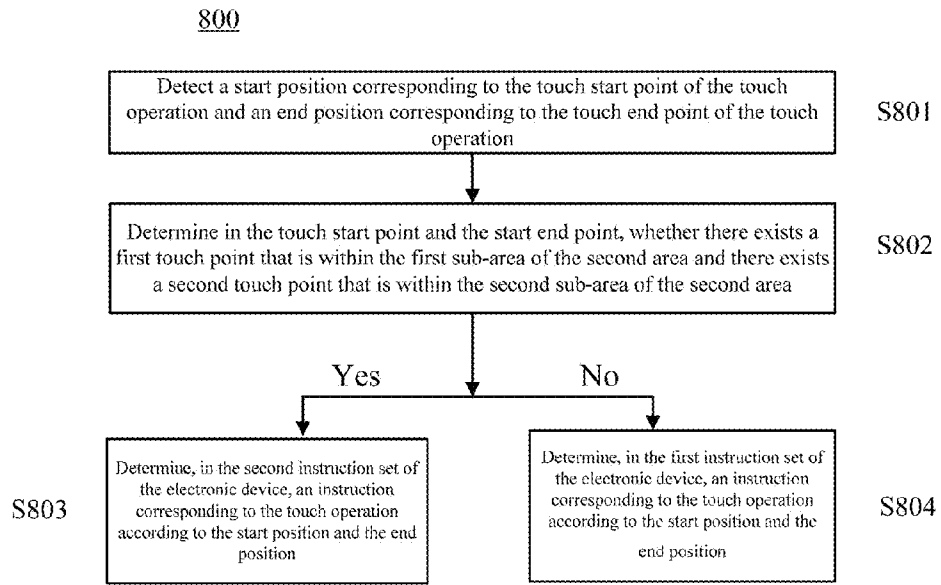 800
Detect a start position corresponding to the touch start point of the touch
operation and an end position corresponding to the touch end point of the touch
operation
S801
Determine in the touch start point and the start end point, whether there exists a
first touch point that is within the first sub-area of the second area and there exists
a second touch point that is within the second sub-area of the second area
S802
Yes
No
Determine, in the second instruction set of
the electronic device, an instruction
corresponding to the touch operation
according to the start position and the end
position
S803
Determine, in the first instruction set of
the electronic device, an instruction
corresponding to the touch operation
according to the start position and the
end position
S804